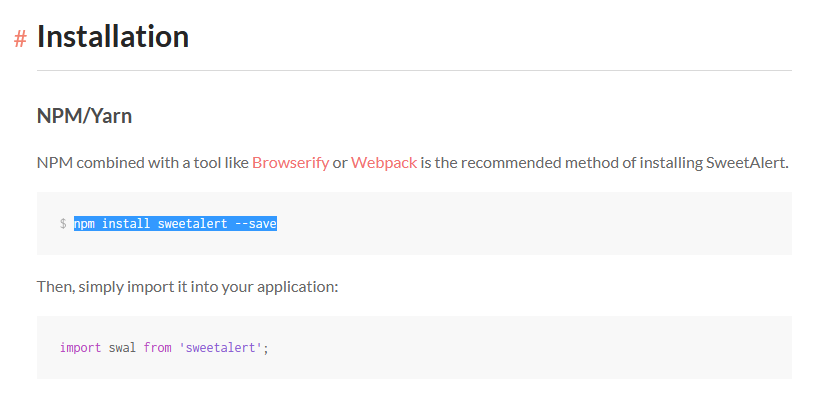 # Installation
NPM/Yarn
NPM combined with a tool like Browserify or Webpack is the recommended method of installing SweetAlert.
$ npm install sweetalert --save
Then, simply import it into your application:
import swal from 'sweetalert';